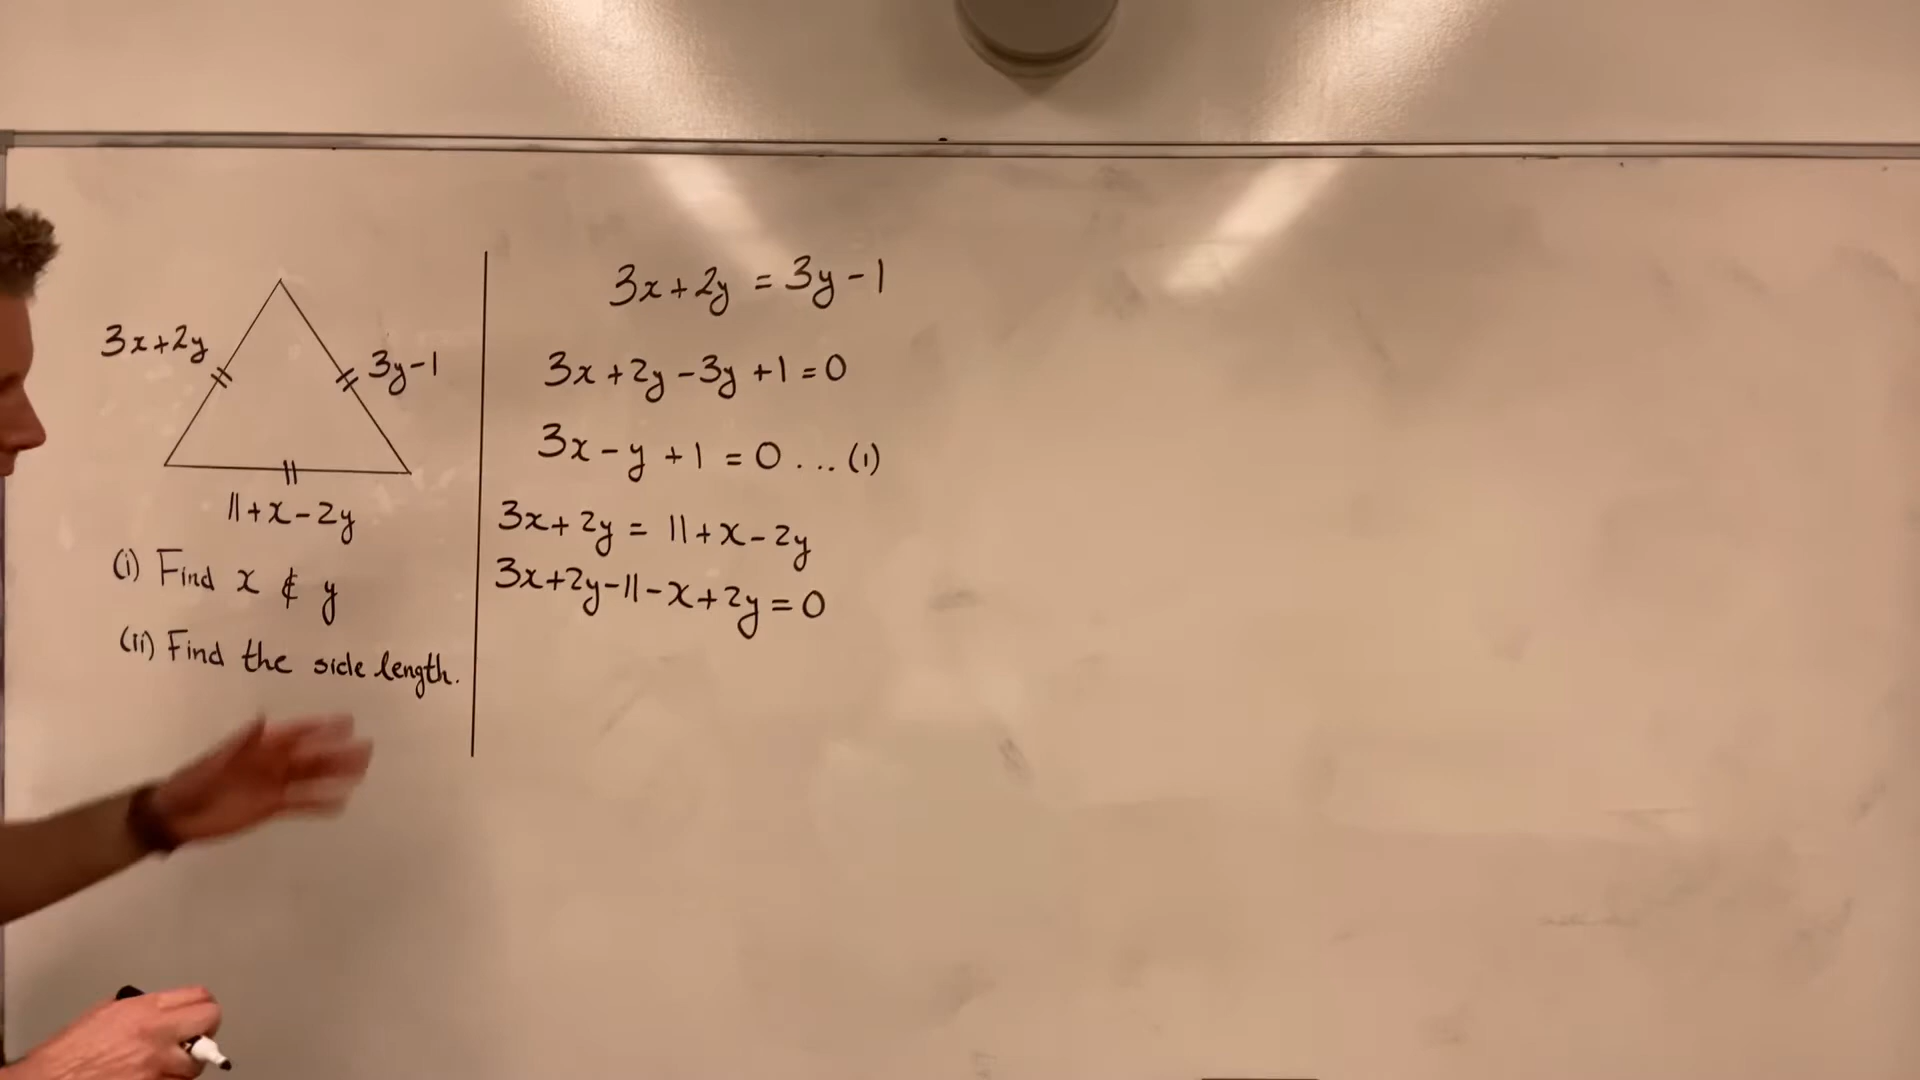 3x+2y
3y-1
11+x-2y
(i) Find x & y
(ii) Find the side length.
3x+2y = 3y-1
3x+2y-3y+1=0
3x-y+1=0...(1)
3x+2y = 11+x-2y
3x+2y-11-x+2y=0